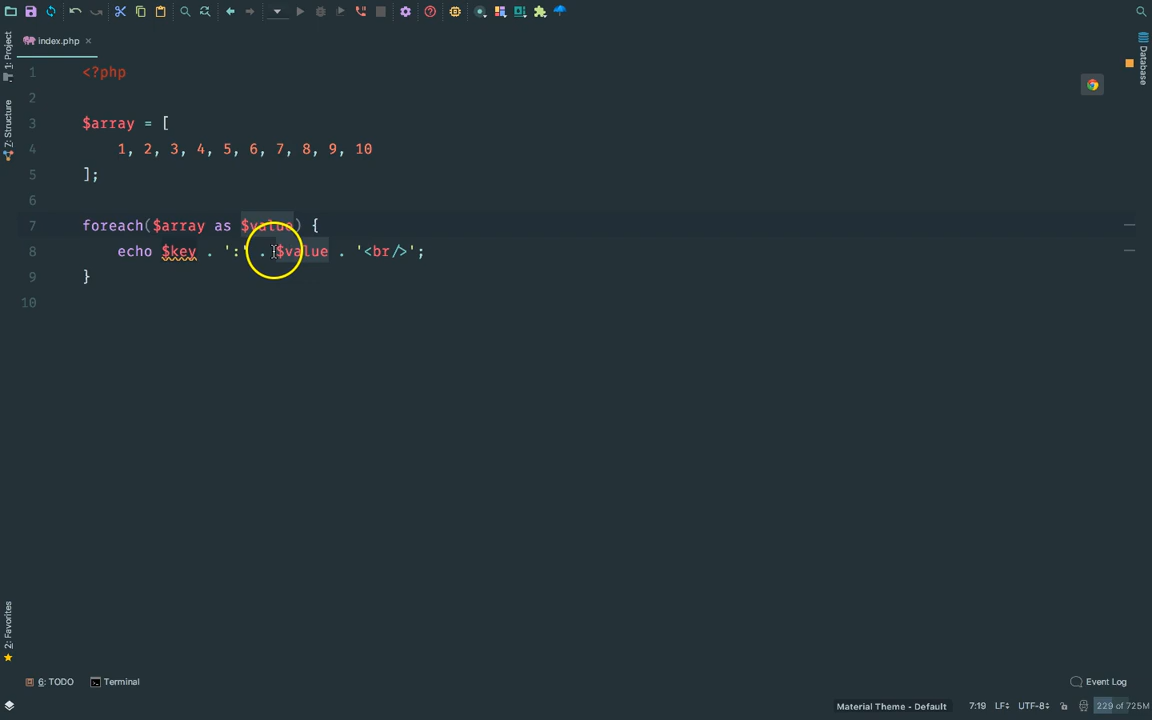 index.php
1: Project
7: Structure
Database
1 <?php
2
3 $array = [
4 1, 2, 3, 4, 5, 6, 7, 8, 9, 10
5 ];
6
7 foreach($array as $value) {
8 echo $key . ':' . $value . '<br/>';
9 }
10
2: Favorites
6: TODO
Terminal
Event Log
Material Theme - Default
7:19
LF
UTF-8
229 of 725M